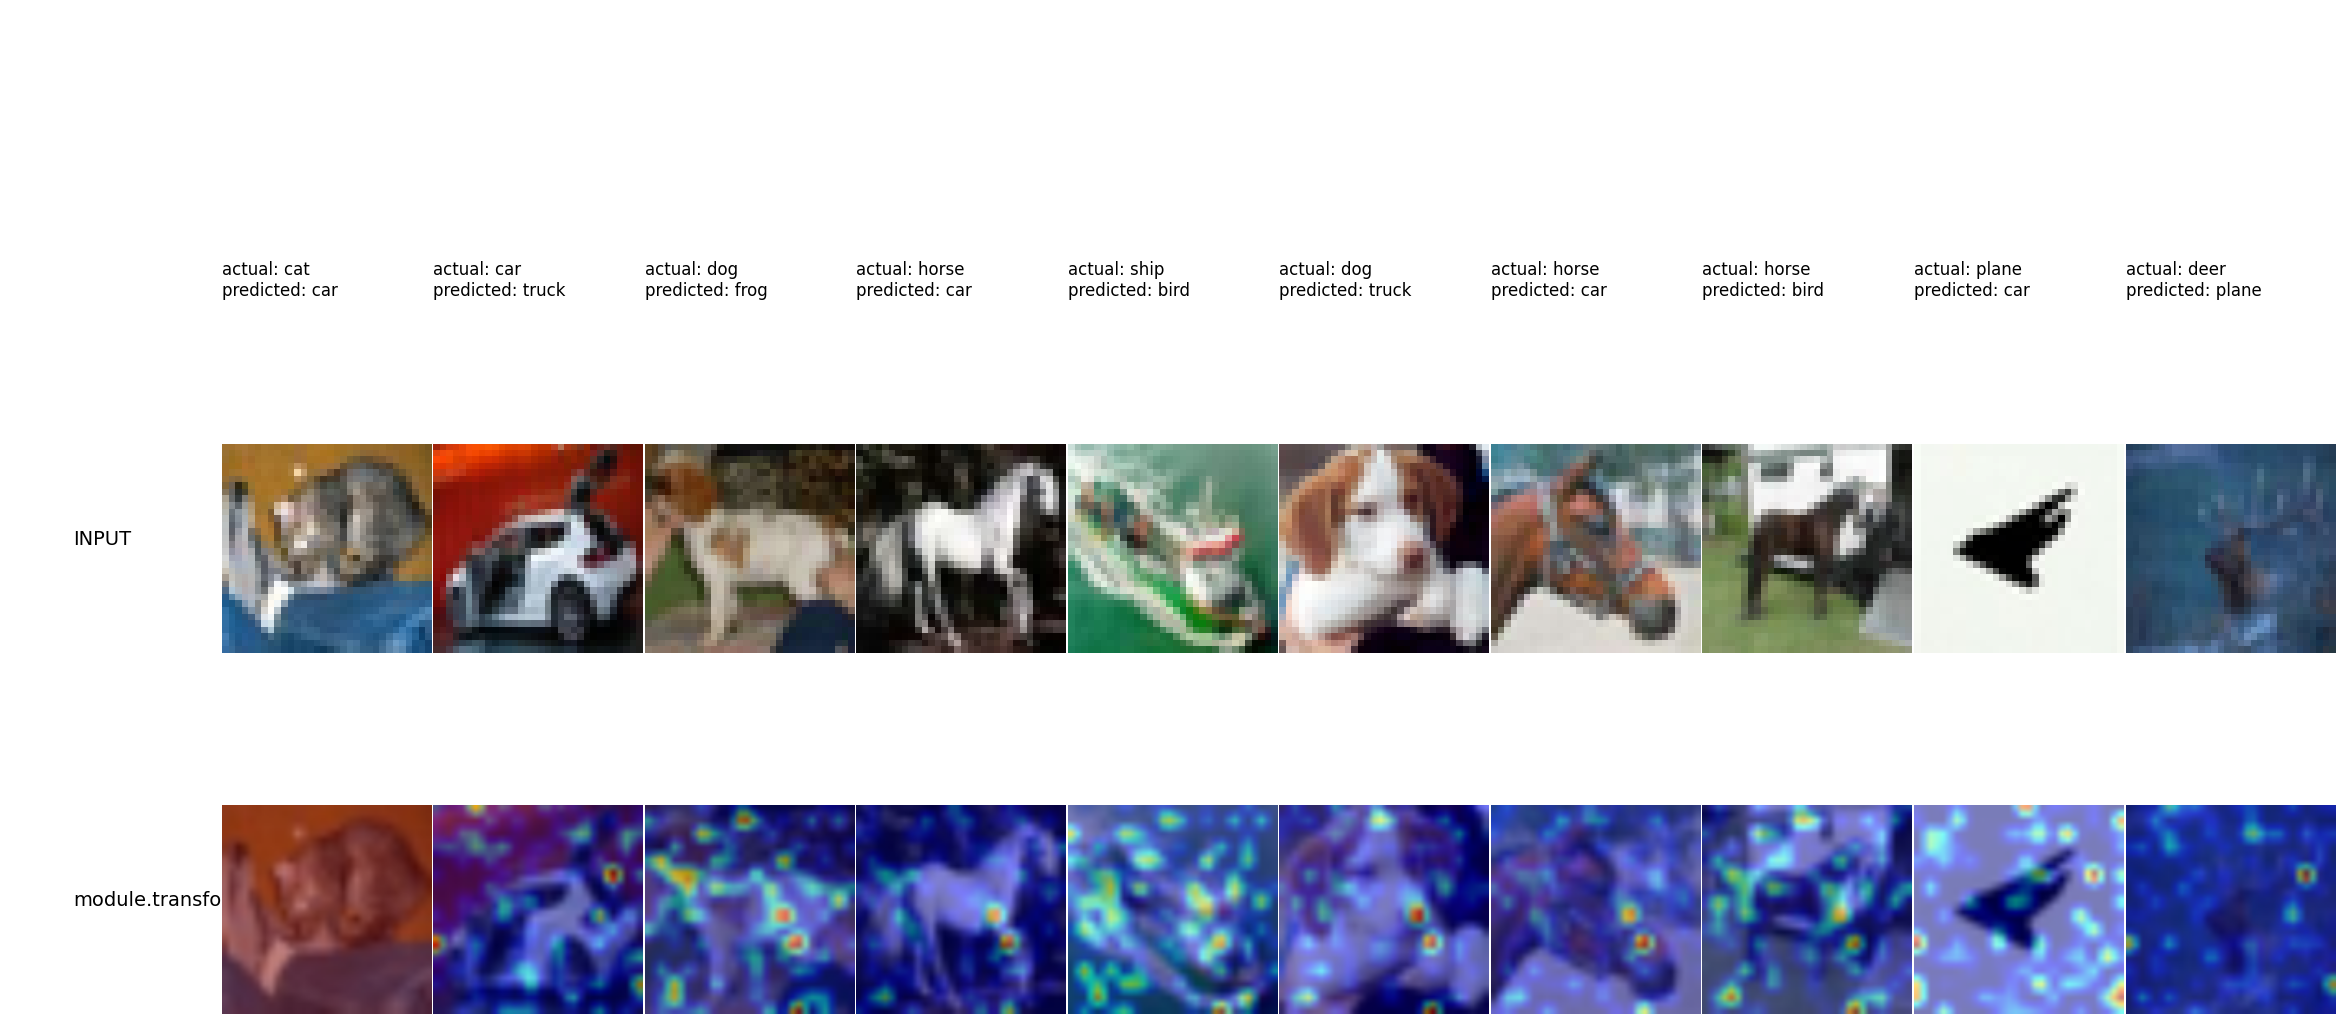 actual: cat
predicted: car
actual: car
predicted: truck
actual: dog
predicted: frog
actual: horse
predicted: car
actual: ship
predicted: bird
actual: dog
predicted: truck
actual: horse
predicted: car
actual: horse
predicted: bird
actual: plane
predicted: car
actual: deer
predicted: plane
INPUT
module.transfo